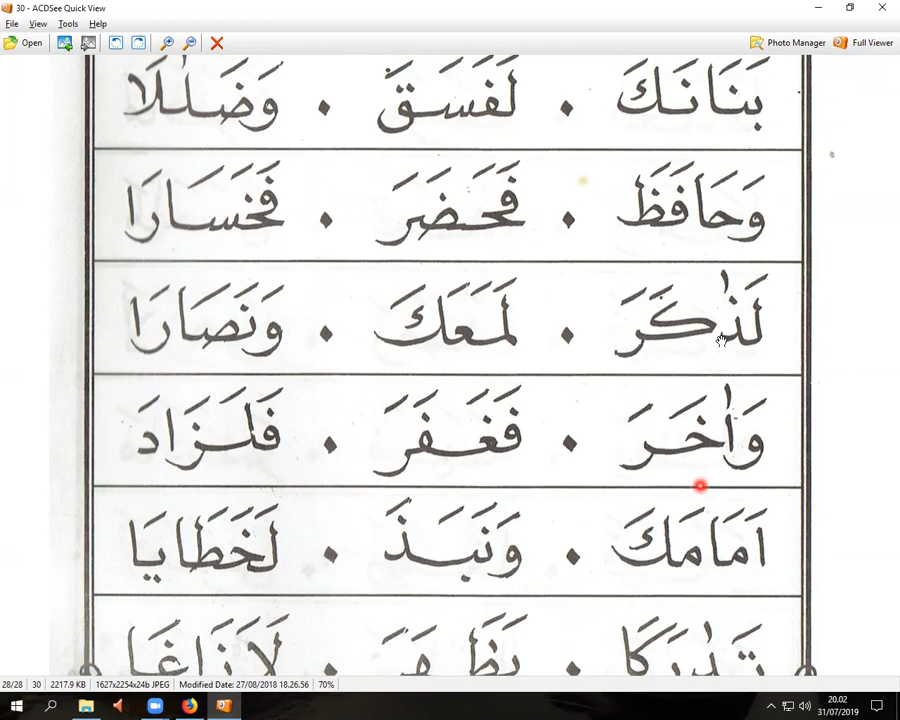 30 - ACDSee Quick View
File View Tools Help
Open Photo Manager Full Viewer
بَنَانَكَ • لَفَسَقَ • وَضَلٰلَا
وَحَافَظَ • فَحَضَرَ • فَخَسَارَا
لَذٰكَرَ • لَمَعَكَ • وَنَصَارَا
وَاٰخَرَ • فَغَفَرَ • فَلَزَادَ
اَمَامَكَ • وَنَبَذَ • لَخَطَايَا
28/28 30 2217.9 KB 1627x2254x24b JPEG Modified Date: 27/08/2018 18.26.56 70%
20.02
31/07/2019